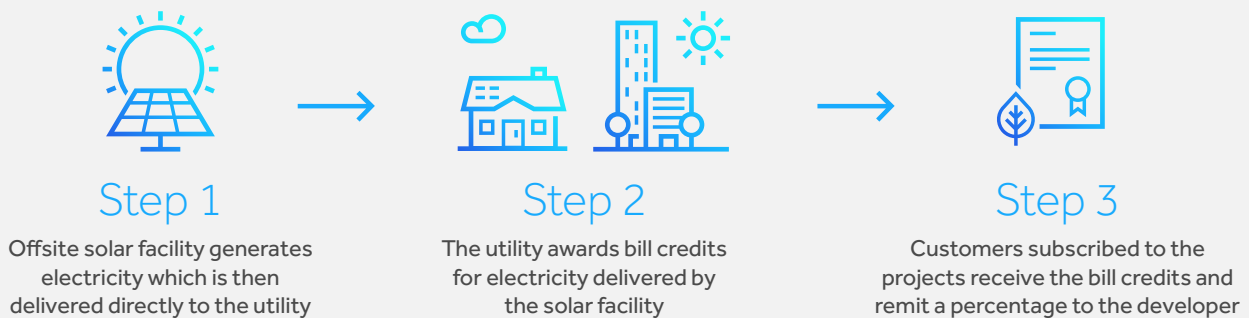 Step 1
Offsite solar facility generates
electricity which is then
delivered directly to the utility
Step 2
The utility awards bill credits
for electricity delivered by
the solar facility
Step 3
Customers subscribed to the
projects receive the bill credits and
remit a percentage to the developer